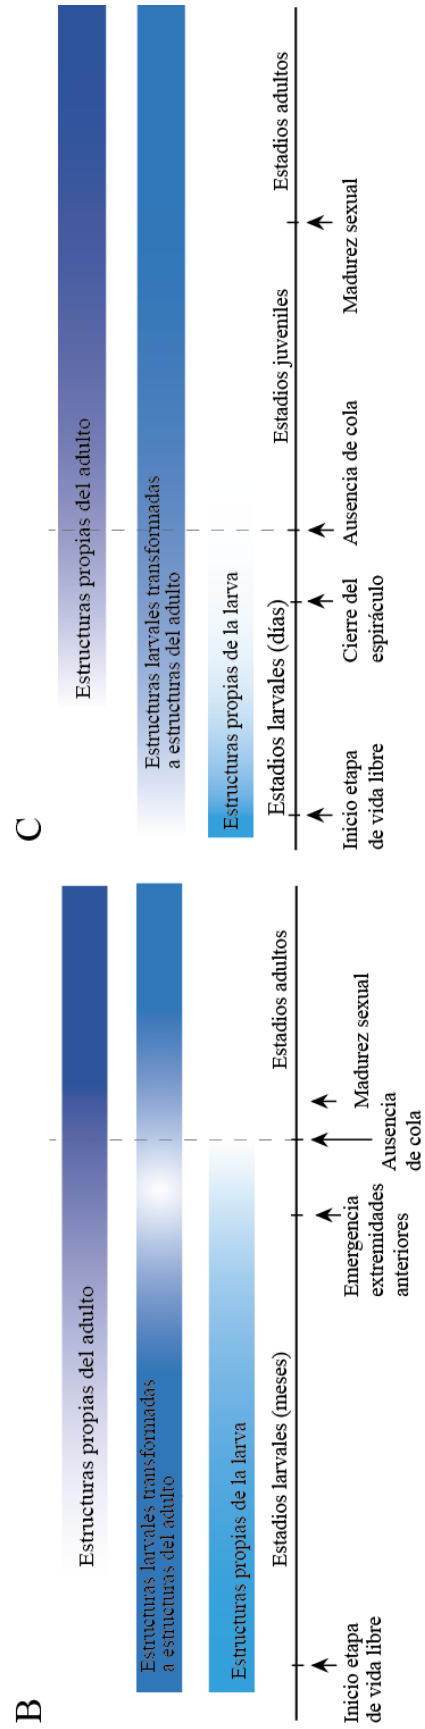 B
Estructuras propias del adulto
Estructuras larvales transformadas
a estructuras del adulto
Estructuras propias de la larva
Estadios larvales (meses)
Estadios adultos
Inicio etapa
de vida libre
Emergencia
extremidades
anteriores
Ausencia
de cola
Madurez sexual
C
Estructuras propias del adulto
Estructuras larvales transformadas
a estructuras del adulto
Estructuras propias de la larva
Estadios larvales (días)
Estadios juveniles
Estadios adultos
Inicio etapa
de vida libre
Cierre del
espiráculo
Ausencia de cola
Madurez sexual